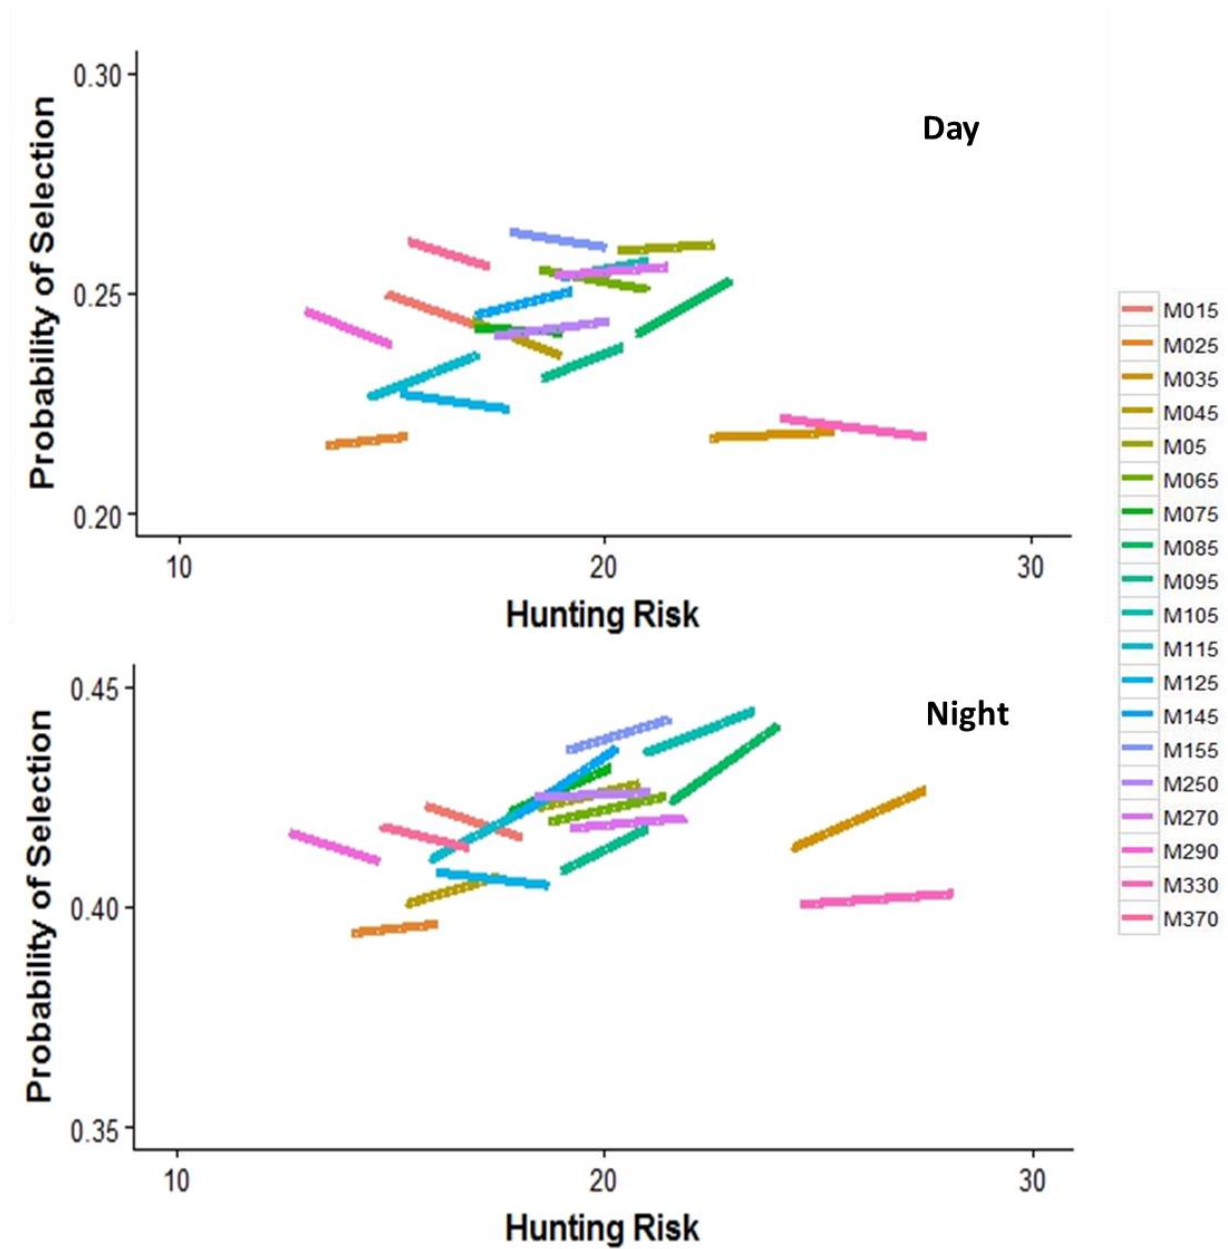 0.30
Day
0.25
0.20
Probability of Selection
10 20 30
Hunting Risk
0.45
Night
0.40
0.35
Probability of Selection
10 20 30
Hunting Risk
M015
M025
M035
M045
M05
M065
M075
M085
M095
M105
M115
M125
M145
M155
M250
M270
M290
M330
M370